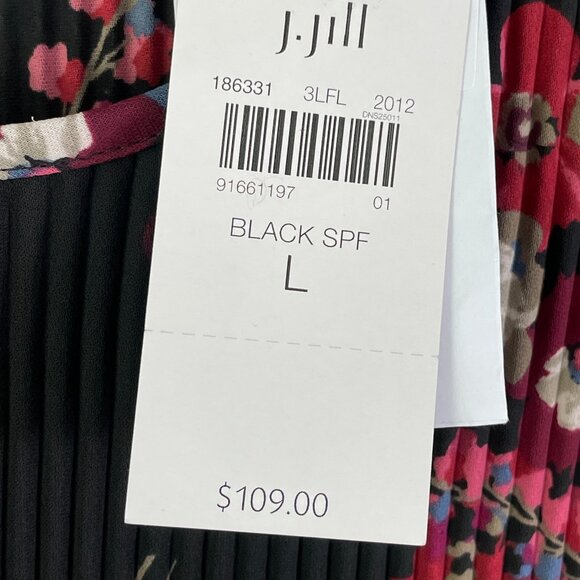 J.Jill
186331 3LFL 2012
DNS25011
91661197 01
BLACK SPF
L
$109.00